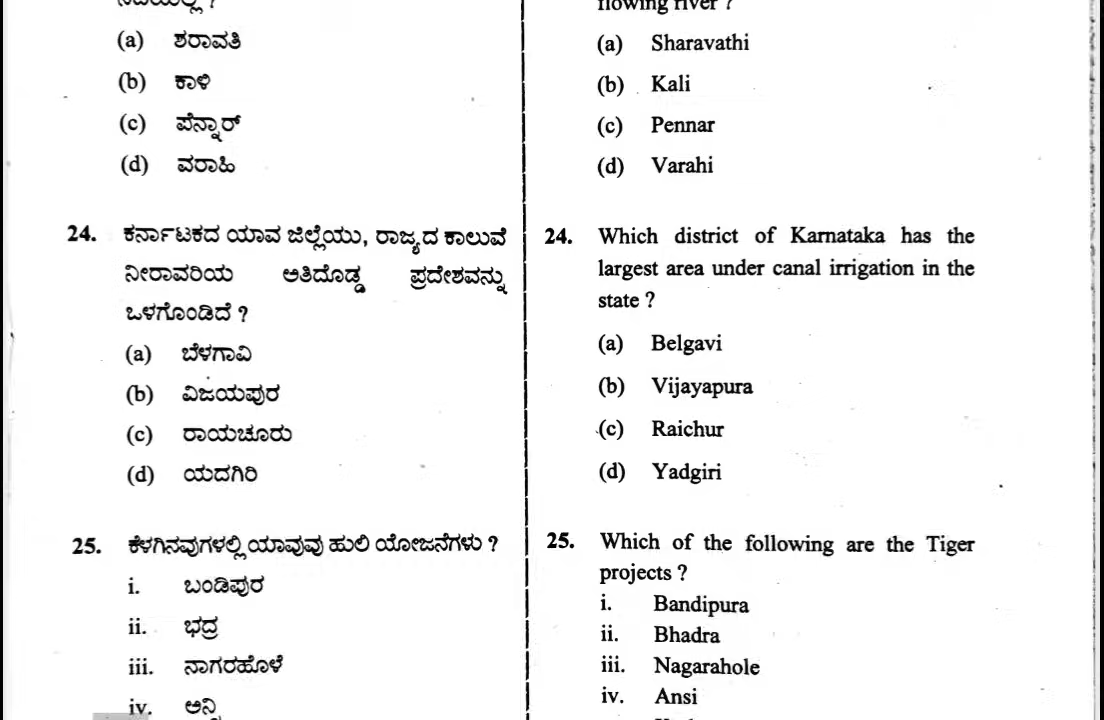 (a) ಶರಾವತಿ
(b) ಕಾಳಿ
(c) ಪೆನ್ನಾರ್
(d) ವರಾಹಿ
24. ಕರ್ನಾಟಕದ ಯಾವ ಜಿಲ್ಲೆಯು, ರಾಜ್ಯದ ಕಾಲುವೆ
ನೀರಾವರಿಯ ಅತಿದೊಡ್ಡ ಪ್ರದೇಶವನ್ನು
ಒಳಗೊಂಡಿದೆ ?
(a) ಬೆಳಗಾವಿ
(b) ವಿಜಯಪುರ
(c) ರಾಯಚೂರು
(d) ಯದಗಿರಿ
25. ಕೆಳಗಿನವುಗಳಲ್ಲಿ ಯಾವುವು ಹುಲಿ ಯೋಜನೆಗಳು ?
i. ಬಂಡಿಪುರ
ii. ಭದ್ರ
iii. ನಾಗರಹೊಳೆ
iv. ಅನ್ನಿ
flowing river ?
(a) Sharavathi
(b) Kali
(c) Pennar
(d) Varahi
24. Which district of Karnataka has the
largest area under canal irrigation in the
state ?
(a) Belgavi
(b) Vijayapura
(c) Raichur
(d) Yadgiri
25. Which of the following are the Tiger
projects ?
i. Bandipura
ii. Bhadra
iii. Nagarahole
iv. Ansi